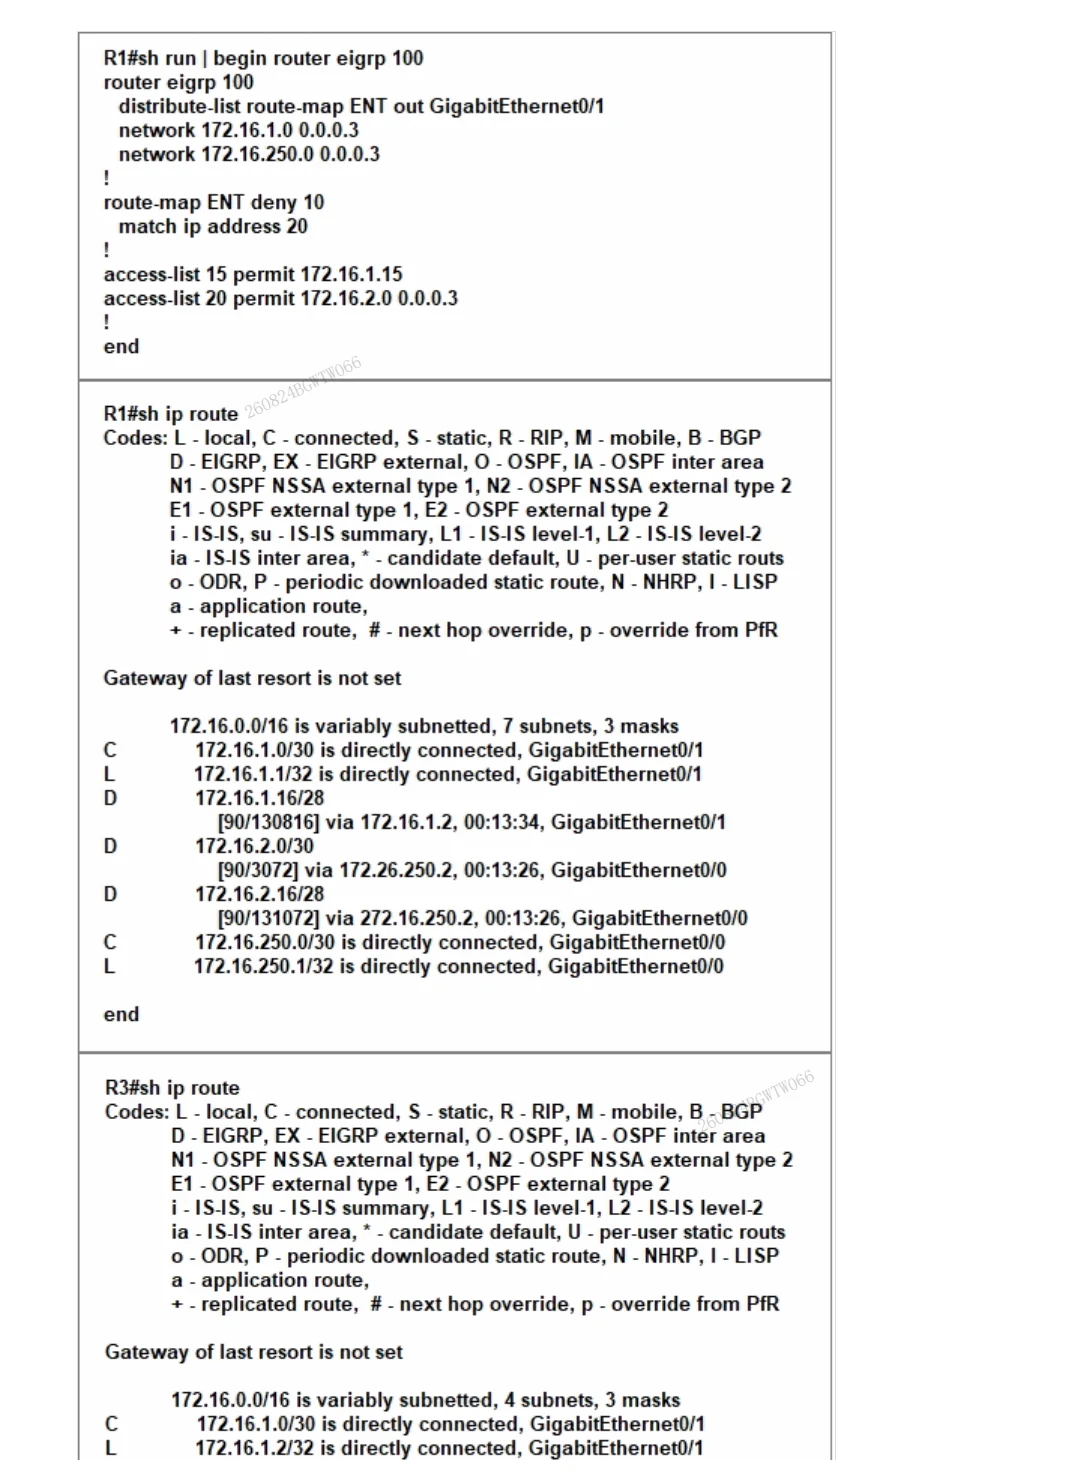 R1#sh run | begin router eigrp 100
router eigrp 100
distribute-list route-map ENT out GigabitEthernet0/1
network 172.16.1.0 0.0.0.3
network 172.16.250.0 0.0.0.3
!
route-map ENT deny 10
match ip address 20
!
access-list 15 permit 172.16.1.15
access-list 20 permit 172.16.2.0 0.0.0.3
!
end
260824BGWTW066
R1#sh ip route
Codes: L - local, C - connected, S - static, R - RIP, M - mobile, B - BGP
D - EIGRP, EX - EIGRP external, O - OSPF, IA - OSPF inter area
N1 - OSPF NSSA external type 1, N2 - OSPF NSSA external type 2
E1 - OSPF external type 1, E2 - OSPF external type 2
i - IS-IS, su - IS-IS summary, L1 - IS-IS level-1, L2 - IS-IS level-2
ia - IS-IS inter area, * - candidate default, U - per-user static routs
o - ODR, P - periodic downloaded static route, N - NHRP, I - LISP
a - application route,
+ - replicated route, # - next hop override, p - override from PfR
Gateway of last resort is not set
172.16.0.0/16 is variably subnetted, 7 subnets, 3 masks
C 172.16.1.0/30 is directly connected, GigabitEthernet0/1
L 172.16.1.1/32 is directly connected, GigabitEthernet0/1
D 172.16.1.16/28
[90/130816] via 172.16.1.2, 00:13:34, GigabitEthernet0/1
D 172.16.2.0/30
[90/3072] via 172.26.250.2, 00:13:26, GigabitEthernet0/0
D 172.16.2.16/28
[90/131072] via 272.16.250.2, 00:13:26, GigabitEthernet0/0
C 172.16.250.0/30 is directly connected, GigabitEthernet0/0
L 172.16.250.1/32 is directly connected, GigabitEthernet0/0
end
R3#sh ip route
Codes: L - local, C - connected, S - static, R - RIP, M - mobile, B - BGP
D - EIGRP, EX - EIGRP external, O - OSPF, IA - OSPF inter area
N1 - OSPF NSSA external type 1, N2 - OSPF NSSA external type 2
E1 - OSPF external type 1, E2 - OSPF external type 2
i - IS-IS, su - IS-IS summary, L1 - IS-IS level-1, L2 - IS-IS level-2
ia - IS-IS inter area, * - candidate default, U - per-user static routs
o - ODR, P - periodic downloaded static route, N - NHRP, I - LISP
a - application route,
+ - replicated route, # - next hop override, p - override from PfR
Gateway of last resort is not set
172.16.0.0/16 is variably subnetted, 4 subnets, 3 masks
C 172.16.1.0/30 is directly connected, GigabitEthernet0/1
L 172.16.1.2/32 is directly connected, GigabitEthernet0/1